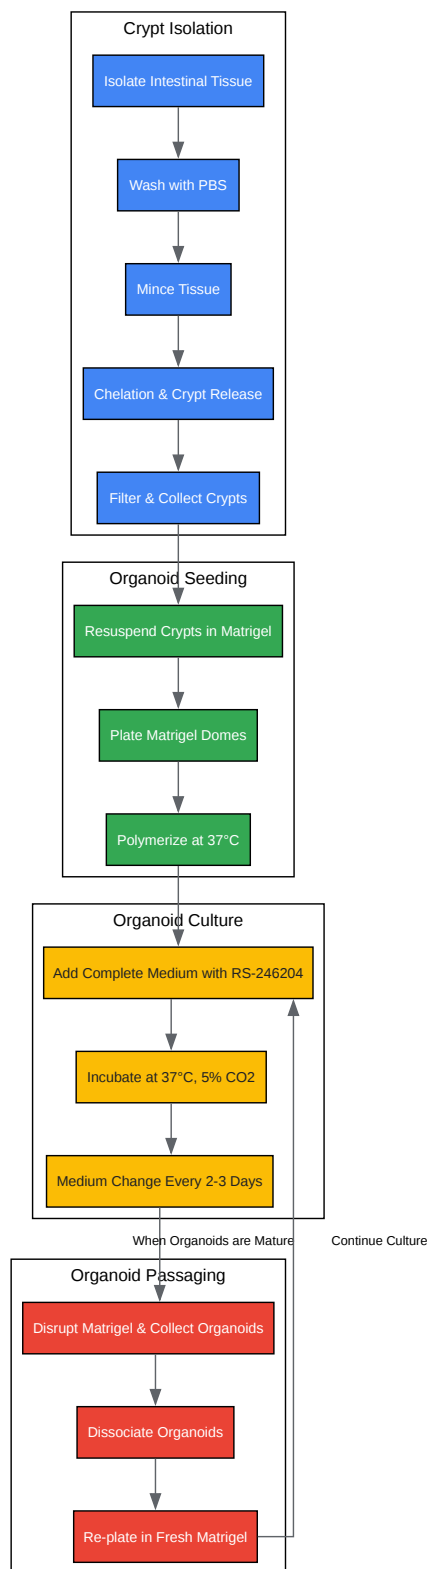 Crypt Isolation
Isolate Intestinal Tissue
Wash with PBS
Mince Tissue
Chelation & Crypt Release
Filter & Collect Crypts
Organoid Seeding
Resuspend Crypts in Matrigel
Plate Matrigel Domes
Polymerize at 37°C
Organoid Culture
Add Complete Medium with RS-246204
Incubate at 37°C, 5% CO2
Medium Change Every 2-3 Days
When Organoids are Mature
Continue Culture
Organoid Passaging
Disrupt Matrigel & Collect Organoids
Dissociate Organoids
Re-plate in Fresh Matrigel